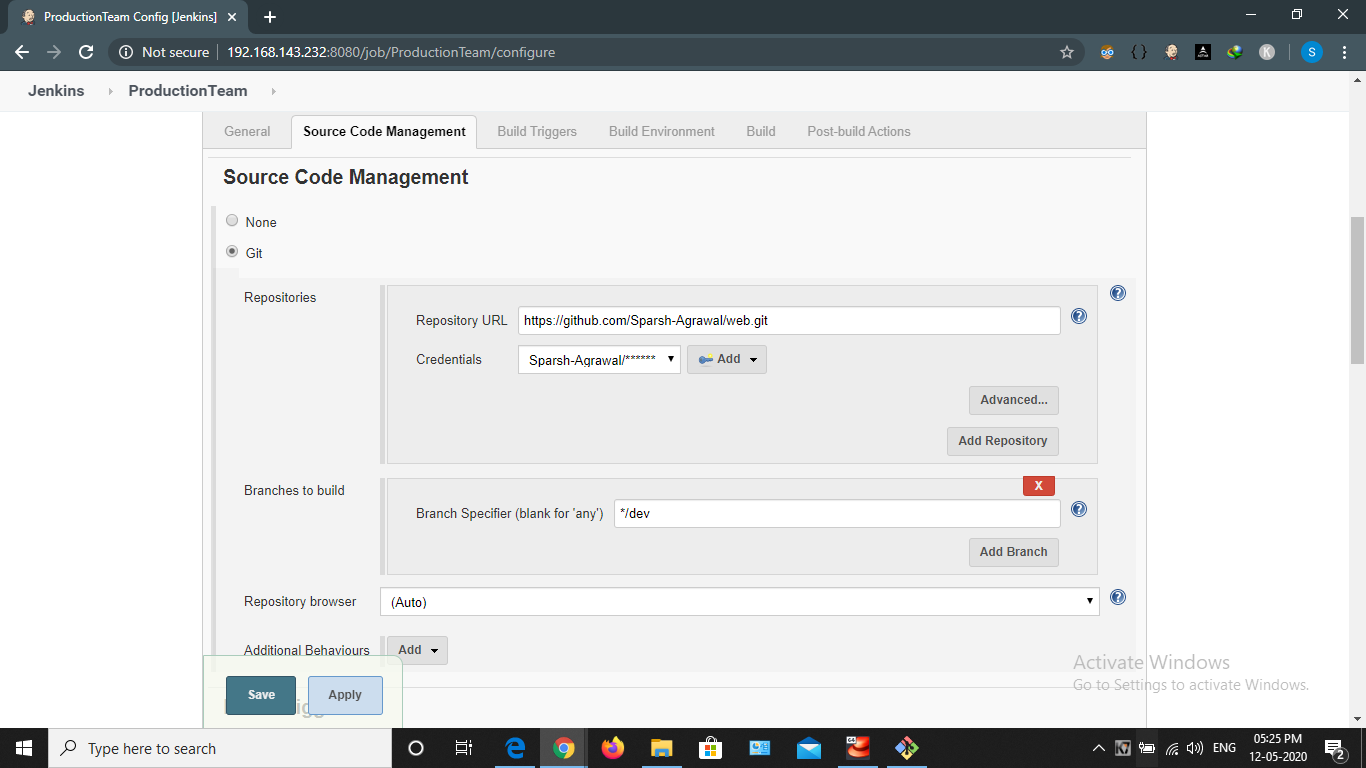 ProductionTeam Config [Jenkins]
Not secure 192.168.143.232:8080/job/ProductionTeam/configure
S
K
Jenkins ProductionTeam
General Source Code Management Build Triggers Build Environment Build Post-build Actions
Source Code Management
None
Git
Repositories
Repository URL https://github.com/Sparsh-Agrawal/web.git
Credentials Sparsh-Agrawal/****** Add
Advanced...
Add Repository
Branches to build
X
Branch Specifier (blank for 'any') */dev
Add Branch
Repository browser (Auto)
Additional Behaviours Add
Save Apply
Activate Windows
Go to Settings to activate Windows.
Type here to search
ENG
05:25 PM
12-05-2020
2